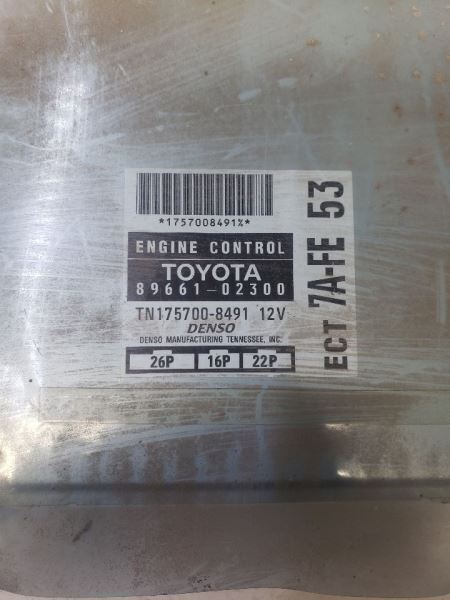 *1757008491%*
ENGINE CONTROL
TOYOTA
89661-02300
TN175700-8491 12V
DENSO
DENSO MANUFACTURING TENNESSEE, INC.
26P 16P 22P
ECT 7A-FE 53